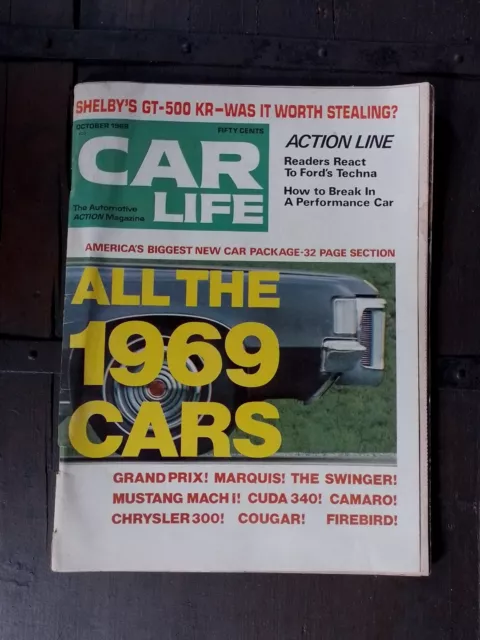 SHELBY'S GT-500 KR–WAS IT WORTH STEALING?
OCTOBER 1968
FIFTY CENTS
CAR
LIFE
The Automotive
ACTION Magazine
ACTION LINE
Readers React
To Ford's Techna
How to Break In
A Performance Car
AMERICA'S BIGGEST NEW CAR PACKAGE-32 PAGE SECTION
ALL THE
1969
CARS
GRAND PRIX! MARQUIS! THE SWINGER!
MUSTANG MACH I! CUDA 340! CAMARO!
CHRYSLER 300! COUGAR! FIREBIRD!